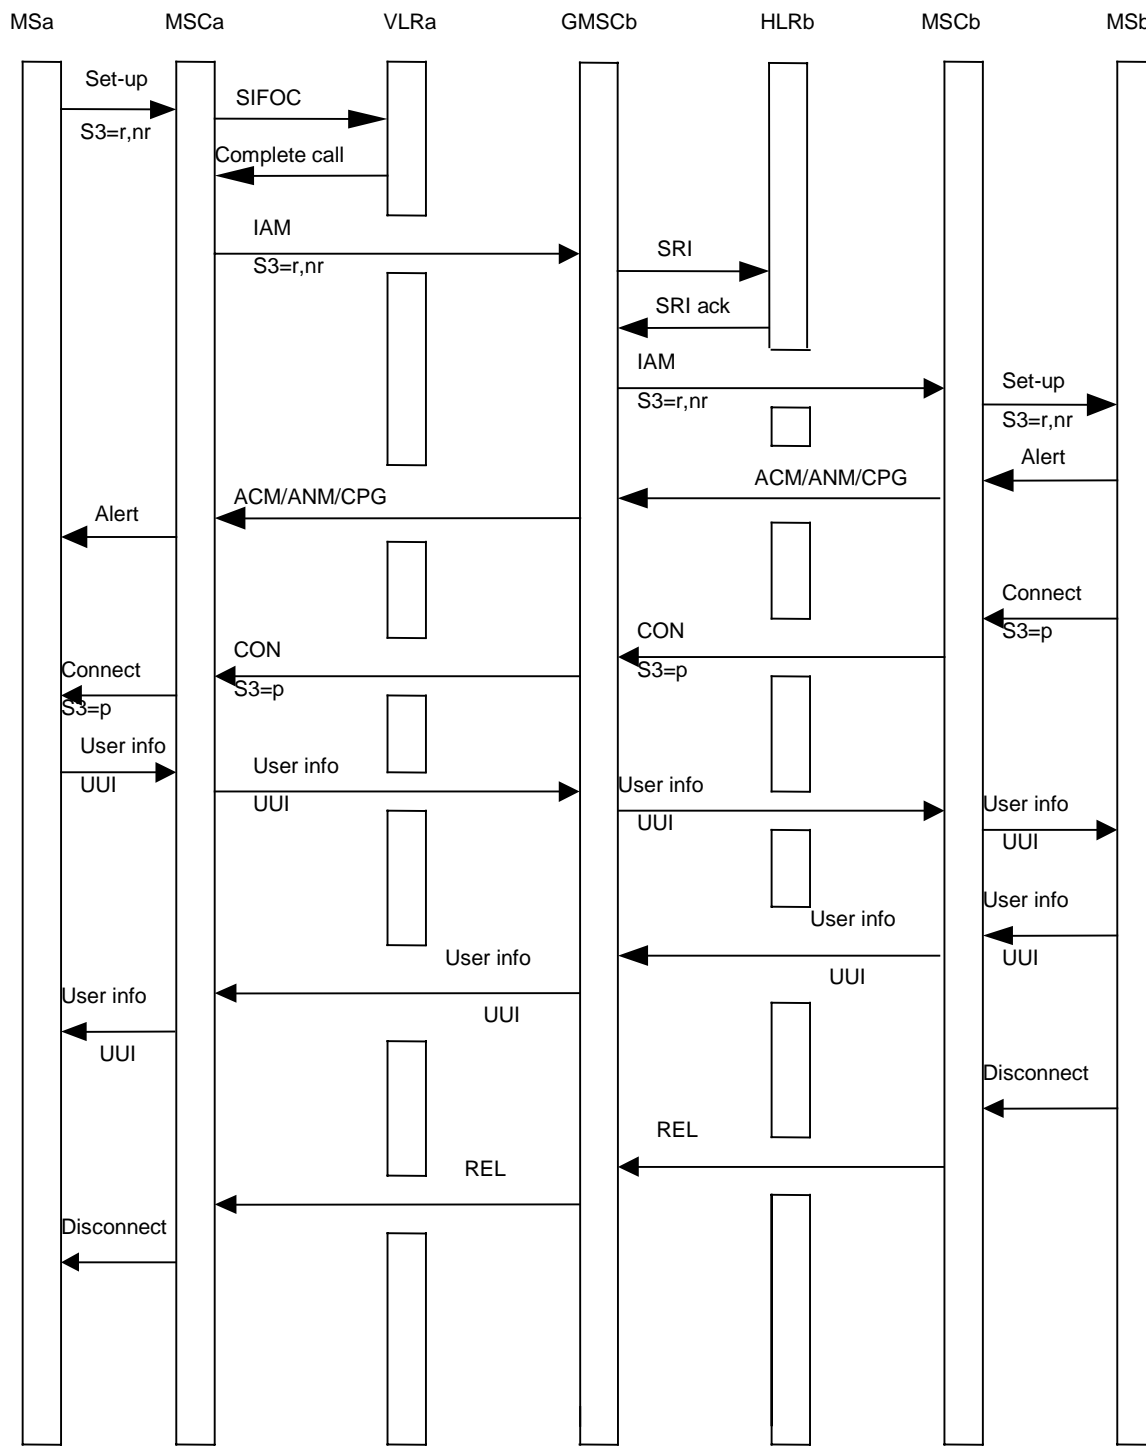 MSa MSCa VLRa GMSCb HLRb MSCb MSb
Set-up
SIFOC
S3=r,nr
Complete call
IAM
SRI
S3=r,nr
SRI ack
IAM
Set-up
S3=r,nr
S3=r,nr
Alert
ACM/ANM/CPG
ACM/ANM/CPG
Alert
Connect
CON
S3=p
CON
Connect
S3=p
S3=p
S3=p
User info
User info
UUI
User info
UUI
User info
UUI
UUI
User info
User info
User info
UUI
UUI
User info
UUI
UUI
Disconnect
REL
REL
Disconnect